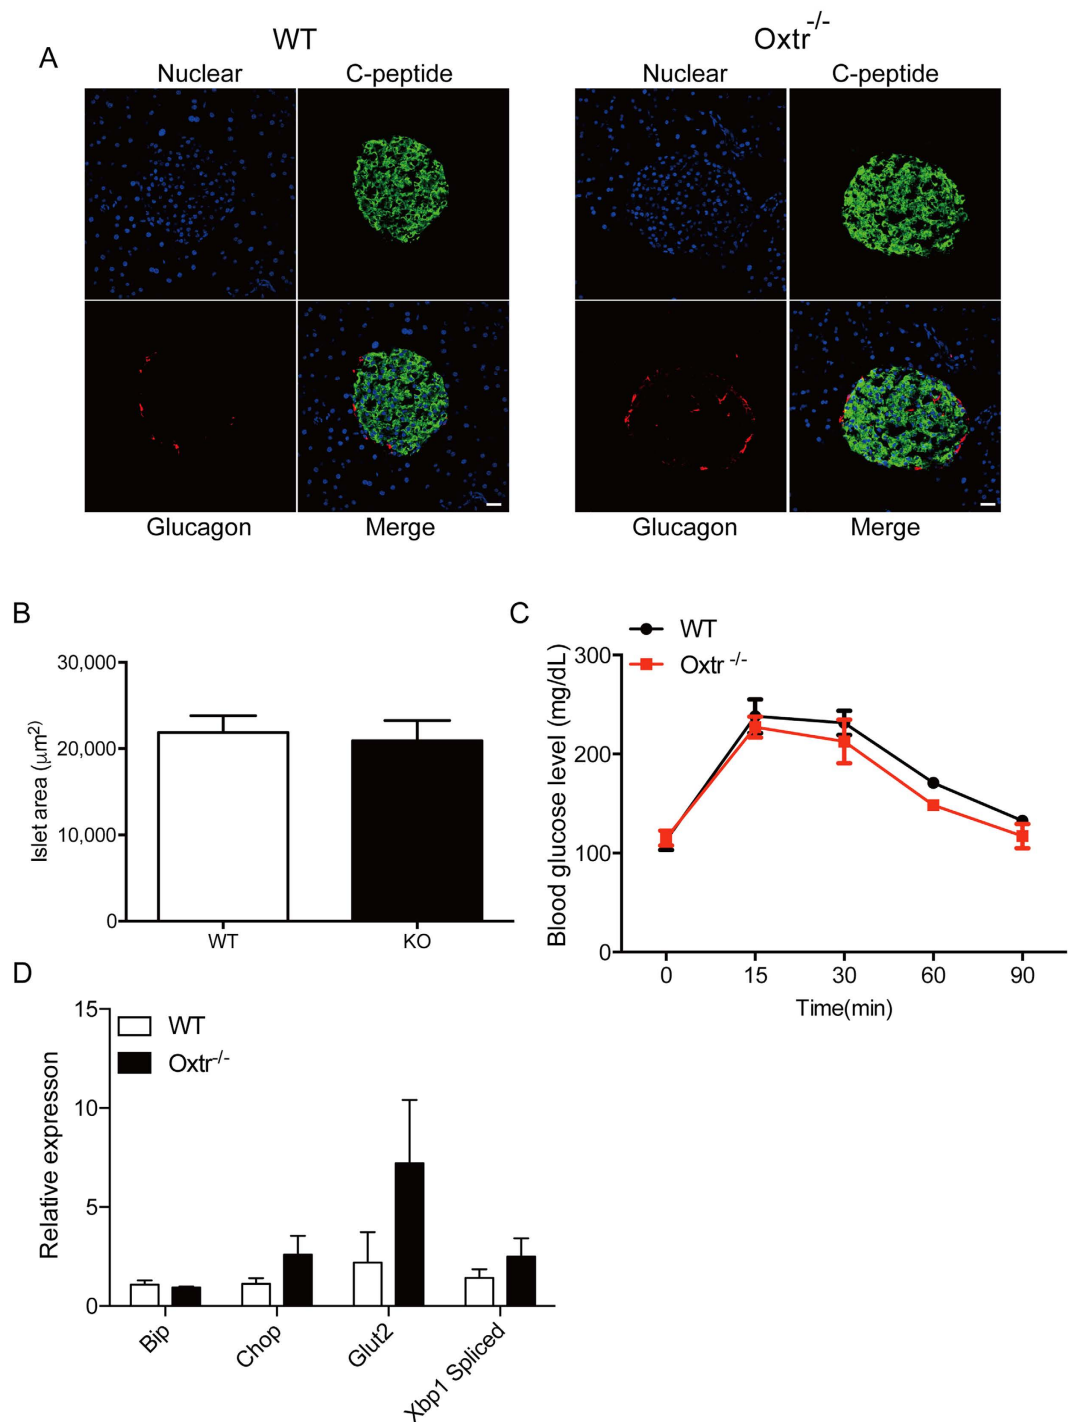 WT
Oxtr-/-
A
Nuclear
C-peptide
Nuclear
C-peptide
Glucagon
Merge
Glucagon
Merge
B
30,000
20,000
10,000
0
Islet area (μm2)
WT
KO
C
WT
Oxtr -/-
300
200
100
0
Blood glucose level (mg/dL)
0
15
30
60
90
Time(min)
D
WT
Oxtr-/-
15
10
5
0
Relative expresson
Bip
Chop
Glut2
Xbp1 Spliced